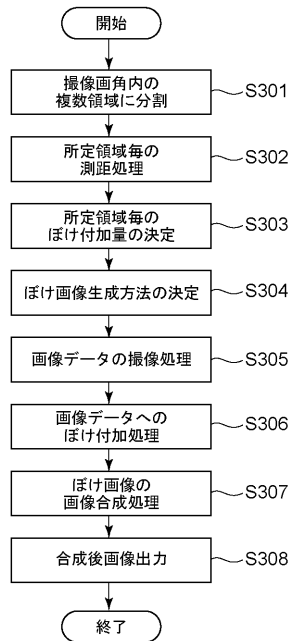 開始
撮像画角内の
複数領域に分割
S301
所定領域毎の
測距処理
S302
所定領域毎の
ぼけ付加量の決定
S303
ぼけ画像生成方法の決定
S304
画像データの撮像処理
S305
画像データへの
ぼけ付加処理
S306
ぼけ画像の
画像合成処理
S307
合成後画像出力
S308
終了